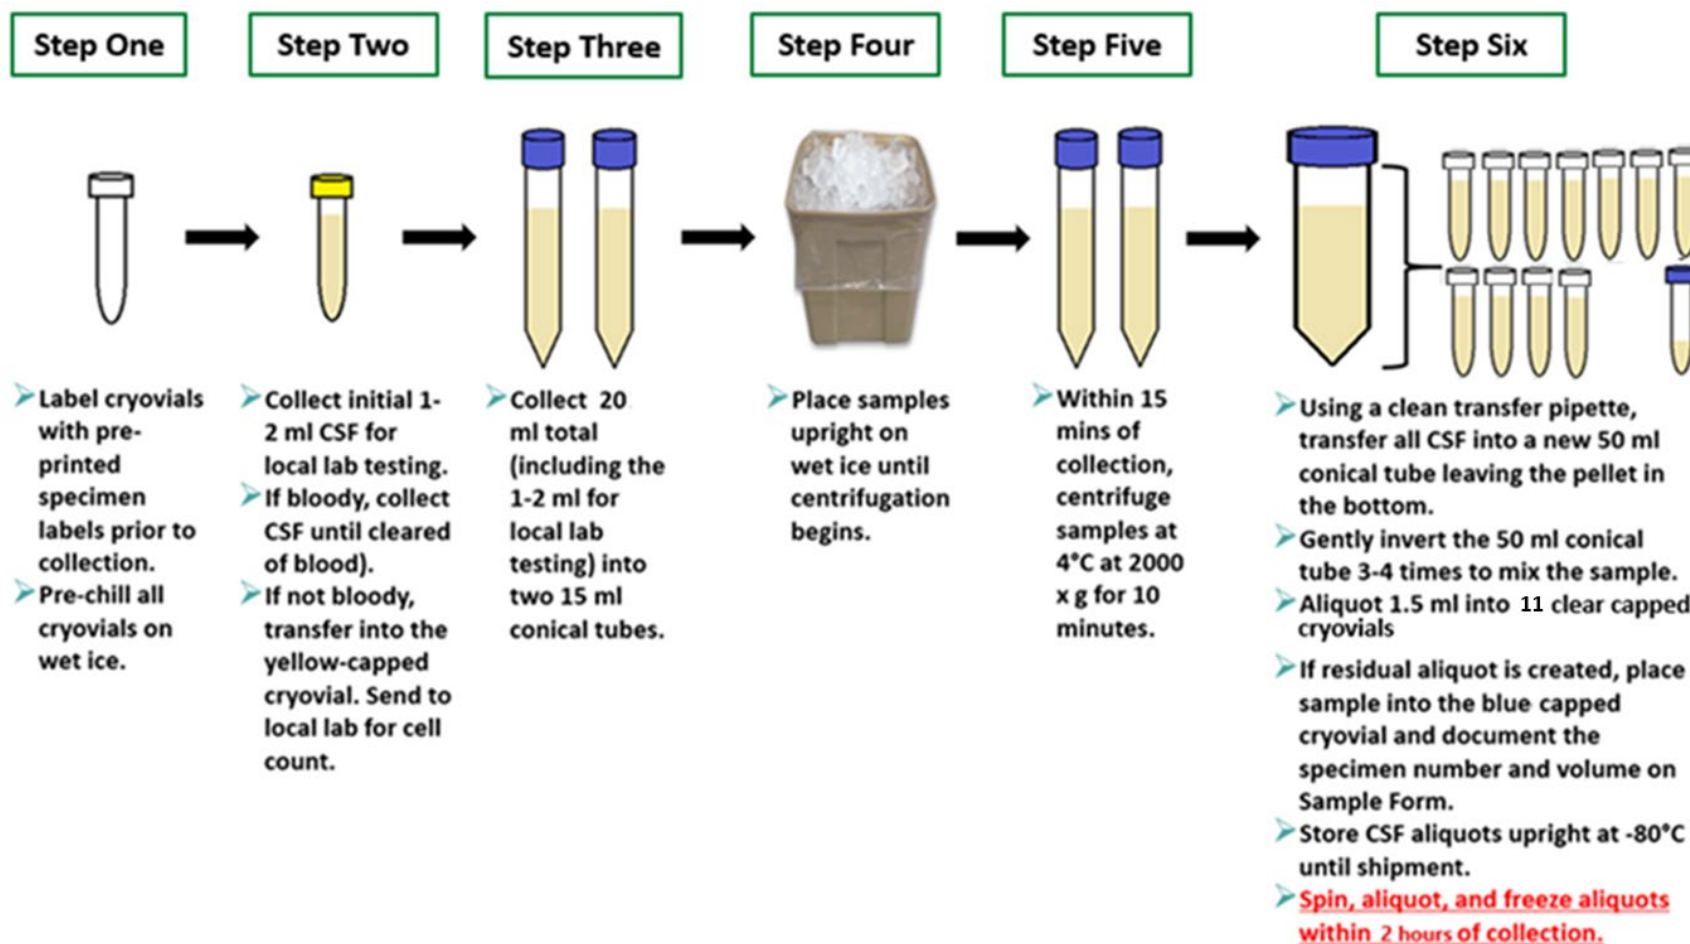 Step One
Step Two
Step Three
Step Four
Step Five
Step Six
Label cryovials
with pre-
printed
specimen
labels prior to
collection.
Pre-chill all
cryovials on
wet ice.
Collect initial 1-
2 ml CSF for
local lab testing.
If bloody, collect
CSF until cleared
of blood).
If not bloody,
transfer into the
yellow-capped
cryovial. Send to
local lab for cell
count.
Collect 20
ml total
(including the
1-2 ml for
local lab
testing) into
two 15 ml
conical tubes.
Place samples
upright on
wet ice until
centrifugation
begins.
Within 15
mins of
collection,
centrifuge
samples at
4°C at 2000
x g for 10
minutes.
Using a clean transfer pipette,
transfer all CSF into a new 50 ml
conical tube leaving the pellet in
the bottom.
Gently invert the 50 ml conical
tube 3-4 times to mix the sample.
Aliquot 1.5 ml into 11 clear capped
cryovials
If residual aliquot is created, place
sample into the blue capped
cryovial and document the
specimen number and volume on
Sample Form.
Store CSF aliquots upright at -80°C
until shipment.
Spin, aliquot, and freeze aliquots
within 2 hours of collection.